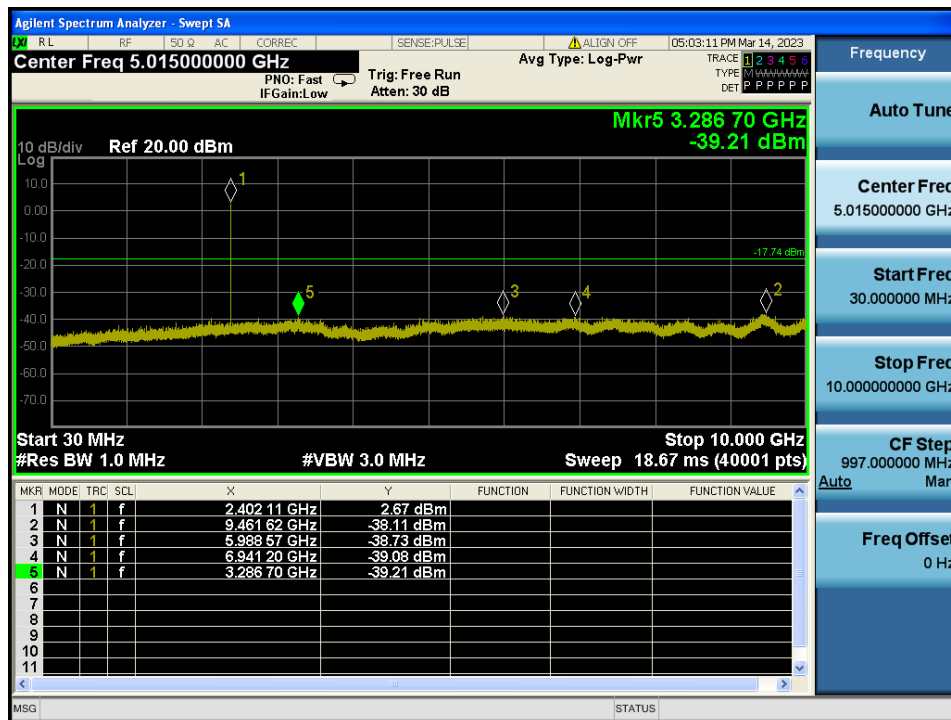 Agilent Spectrum Analyzer - Swept SA
LXI RL RF 50 Ω AC CORREC SENSE:PULSE ALIGN OFF 05:03:11 PM Mar 14, 2023
Center Freq 5.015000000 GHz
PNO: Fast
IFGain:Low
Trig: Free Run
Atten: 30 dB
Avg Type: Log-Pwr
TRACE 1 2 3 4 5 6
TYPE M
DET P P P P P P
Mkr5 3.286 70 GHz
-39.21 dBm
10 dB/div Ref 20.00 dBm
Log
10.0
0.00
-10.0
-20.0
-30.0
-40.0
-50.0
-60.0
-70.0
1
5
3
4
2
-17.74 dBm
Start 30 MHz Stop 10.000 GHz
#Res BW 1.0 MHz #VBW 3.0 MHz Sweep 18.67 ms (40001 pts)
MKR MODE TRC SCL X Y FUNCTION FUNCTION WIDTH FUNCTION VALUE
1 N 1 f 2.402 11 GHz 2.67 dBm
2 N 1 f 9.461 62 GHz -38.11 dBm
3 N 1 f 5.988 57 GHz -38.73 dBm
4 N 1 f 6.941 20 GHz -39.08 dBm
5 N 1 f 3.286 70 GHz -39.21 dBm
6
7
8
9
10
11
MSG STATUS
Frequency
Auto Tune
Center Freq
5.015000000 GHz
Start Freq
30.000000 MHz
Stop Freq
10.000000000 GHz
CF Step
997.000000 MHz
Auto Man
Freq Offset
0 Hz